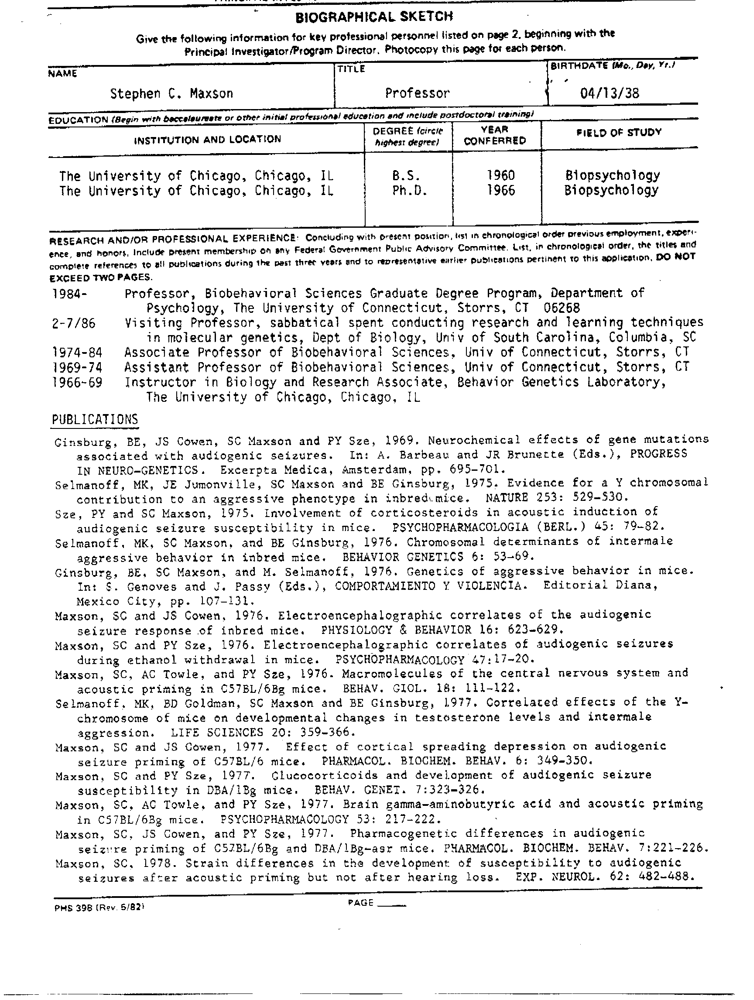 BIOGRAPHICAL SKETCH
Give the following information for key professional personnel listed on page 2, beginning with the
Principal Investigator/Program Director. Photocopy this page for each person.
NAME TITLE BIRTHDATE (Mo., Day, Yr.)
Stephen C. Maxson Professor 04/13/38
EDUCATION (Begin with baccalaureate or other initial professional education and include postdoctoral training)
INSTITUTION AND LOCATION DEGREE (circle highest degree) YEAR CONFERRED FIELD OF STUDY
The University of Chicago, Chicago, IL B.S. 1960 Biopsychology
The University of Chicago, Chicago, IL Ph.D. 1966 Biopsychology
RESEARCH AND/OR PROFESSIONAL EXPERIENCE: Concluding with present position, list in chronological order previous employment, experi-
ence, and honors. Include present membership on any Federal Government Public Advisory Committee. List, in chronological order, the titles and
complete references to all publications during the past three years and to representative earlier publications pertinent to this application. DO NOT
EXCEED TWO PAGES.
1984- Professor, Biobehavioral Sciences Graduate Degree Program, Department of
Psychology, The University of Connecticut, Storrs, CT 06268
2-7/86 Visiting Professor, sabbatical spent conducting research and learning techniques
in molecular genetics, Dept of Biology, Univ of South Carolina, Columbia, SC
1974-84 Associate Professor of Biobehavioral Sciences, Univ of Connecticut, Storrs, CT
1969-74 Assistant Professor of Biobehavioral Sciences, Univ of Connecticut, Storrs, CT
1966-69 Instructor in Biology and Research Associate, Behavior Genetics Laboratory,
The University of Chicago, Chicago, IL
PUBLICATIONS
Ginsburg, BE, JS Cowen, SC Maxson and PY Sze, 1969. Neurochemical effects of gene mutations
associated with audiogenic seizures. In: A. Barbeau and JR Brunette (Eds.), PROGRESS
IN NEURO-GENETICS. Excerpta Medica, Amsterdam, pp. 695-701.
Selmanoff, MK, JE Jumonville, SC Maxson and BE Ginsburg, 1975. Evidence for a Y chromosomal
contribution to an aggressive phenotype in inbred mice. NATURE 253: 529-530.
Sze, PY and SC Maxson, 1975. Involvement of corticosteroids in acoustic induction of
audiogenic seizure susceptibility in mice. PSYCHOPHARMACOLOGIA (BERL.) 45: 79-82.
Selmanoff, MK, SC Maxson, and BE Ginsburg, 1976. Chromosomal determinants of intermale
aggressive behavior in inbred mice. BEHAVIOR GENETICS 6: 53-69.
Ginsburg, BE, SC Maxson, and M. Selmanoff, 1976. Genetics of aggressive behavior in mice.
In: S. Genoves and J. Passy (Eds.), COMPORTAMIENTO Y VIOLENCIA. Editorial Diana,
Mexico City, pp. 107-131.
Maxson, SC and JS Cowen, 1976. Electroencephalographic correlates of the audiogenic
seizure response of inbred mice. PHYSIOLOGY & BEHAVIOR 16: 623-629.
Maxson, SC and PY Sze, 1976. Electroencephalographic correlates of audiogenic seizures
during ethanol withdrawal in mice. PSYCHOPHARMACOLOGY 47:17-20.
Maxson, SC, AC Towle, and PY Sze, 1976. Macromolecules of the central nervous system and
acoustic priming in C57BL/6Bg mice. BEHAV. GIOL. 18: 111-122.
Selmanoff, MK, BD Goldman, SC Maxson and BE Ginsburg, 1977. Correlated effects of the Y-
chromosome of mice on developmental changes in testosterone levels and intermale
aggression. LIFE SCIENCES 20: 359-366.
Maxson, SC and JS Cowen, 1977. Effect of cortical spreading depression on audiogenic
seizure priming of C57BL/6 mice. PHARMACOL. BIOCHEM. BEHAV. 6: 349-350.
Maxson, SC and PY Sze, 1977. Glucocorticoids and development of audiogenic seizure
susceptibility in DBA/1Bg mice. BEHAV. GENET. 7:323-326.
Maxson, SC, AC Towle, and PY Sze, 1977. Brain gamma-aminobutyric acid and acoustic priming
in C57BL/6Bg mice. PSYCHOPHARMACOLOGY 53: 217-222.
Maxson, SC, JS Cowen, and PY Sze, 1977. Pharmacogenetic differences in audiogenic
seizure priming of C57BL/6Bg and DBA/1Bg-asr mice. PHARMACOL. BIOCHEM. BEHAV. 7:221-226.
Maxson, SC, 1978. Strain differences in the development of susceptibility to audiogenic
seizures after acoustic priming but not after hearing loss. EXP. NEUROL. 62: 482-488.
PHS 398 (Rev. 5/82) PAGE